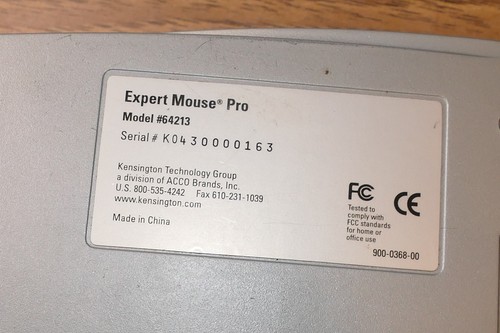 Expert Mouse® Pro
Model #64213
Serial # K0430000163
Kensington Technology Group
a division of ACCO Brands, Inc.
U.S. 800-535-4242 Fax 610-231-1039
www.kensington.com
Made in China
FC CE
Tested to
comply with
FCC standards
for home or
office use
900-0368-00